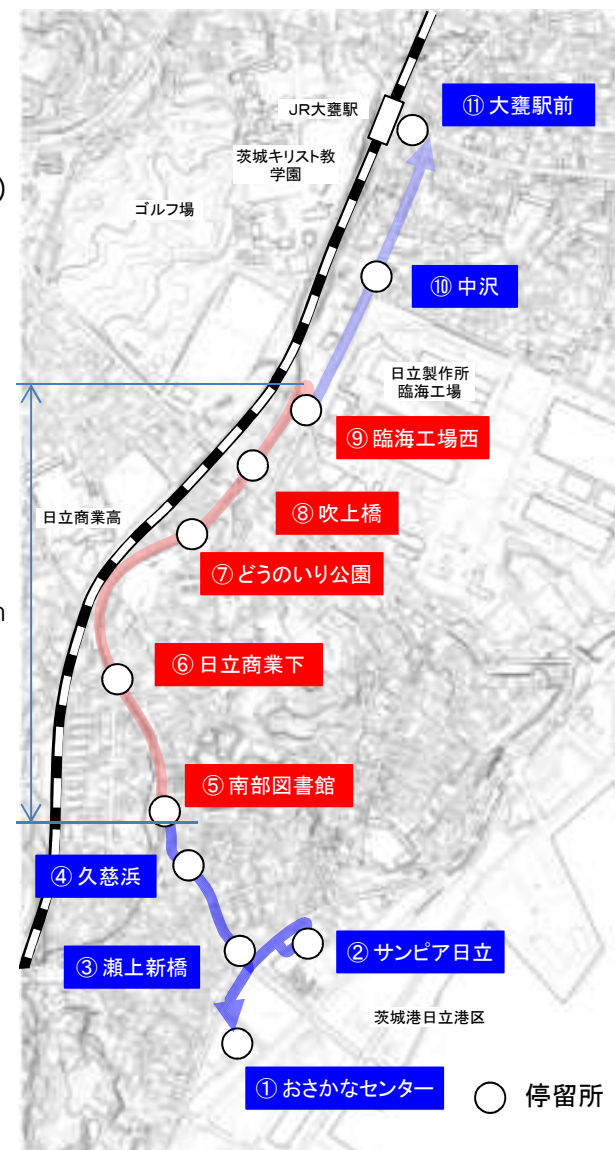 JR大甕駅
⑪ 大甕駅前
茨城キリスト教
学園
)
ゴルフ場
⑩ 中沢
日立製作所
臨海工場
⑨ 臨海工場西
⑧ 吹上橋
日立商業高
⑦ どうのいり公園
m
⑥ 日立商業下
⑤ 南部図書館
④ 久慈浜
② サンピア日立
③ 瀬上新橋
茨城港日立港区
① おさかなセンター
停留所